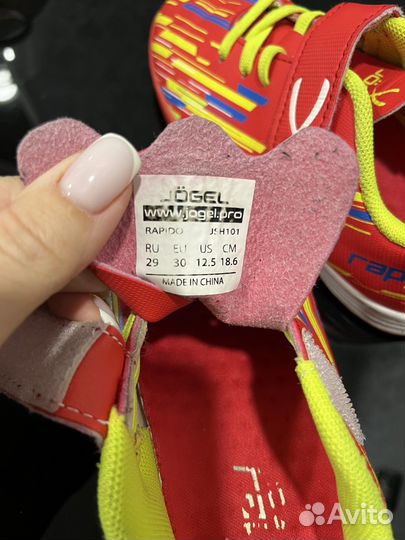 JÖGEL
www.jogel.pro
RAPIDO JSH101
RU EU US CM
29 30 12.5 18.6
MADE IN CHINA
rap
Avito